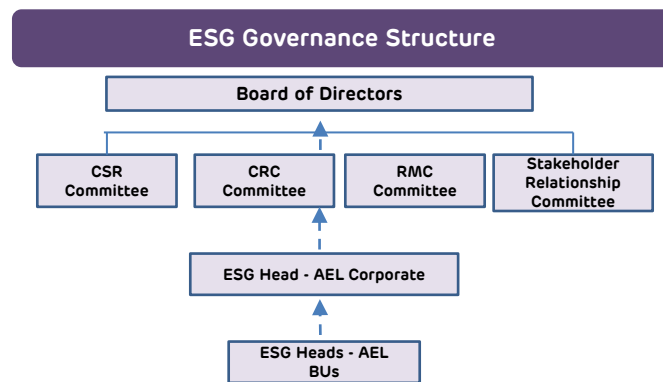 ESG Governance Structure
Board of Directors
CSR
Committee
CRC
Committee
RMC
Committee
Stakeholder
Relationship
Committee
ESG Head - AEL Corporate
ESG Heads - AEL
BUs